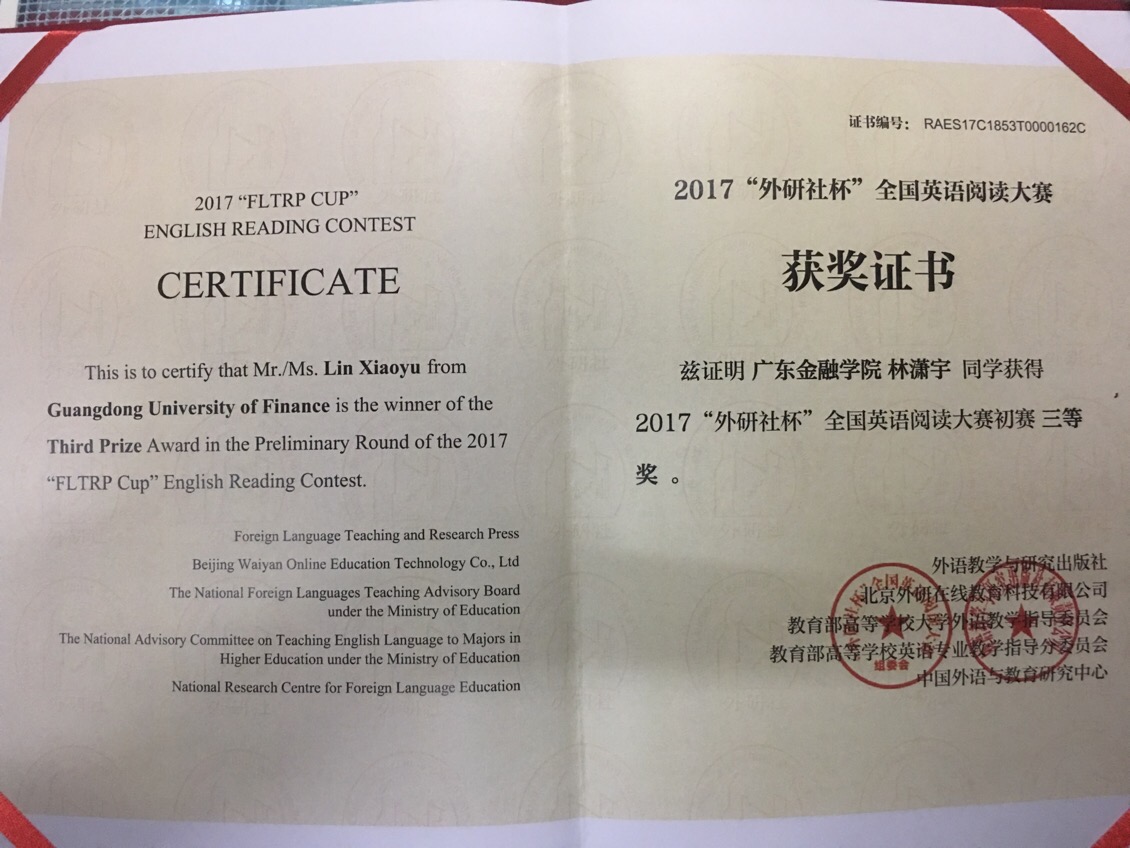 2017 “FLTRP CUP”
ENGLISH READING CONTEST
CERTIFICATE
This is to certify that Mr./Ms. Lin Xiaoyu from
Guangdong University of Finance is the winner of the
Third Prize Award in the Preliminary Round of the 2017
“FLTRP Cup” English Reading Contest.
Foreign Language Teaching and Research Press
Beijing Waiyan Online Education Technology Co., Ltd
The National Foreign Languages Teaching Advisory Board
under the Ministry of Education
The National Advisory Committee on Teaching English Language to Majors in
Higher Education under the Ministry of Education
National Research Centre for Foreign Language Education
证书编号： RAES17C1853T0000162C
2017“外研社杯”全国英语阅读大赛
获奖证书
兹证明 广东金融学院 林潇宇 同学获得
2017“外研社杯”全国英语阅读大赛初赛 三等
奖 。
外语教学与研究出版社
北京外研在线教育科技有限公司
教育部高等学校大学外语教学指导委员会
教育部高等学校英语专业教学指导分委员会
中国外语与教育研究中心
组委会